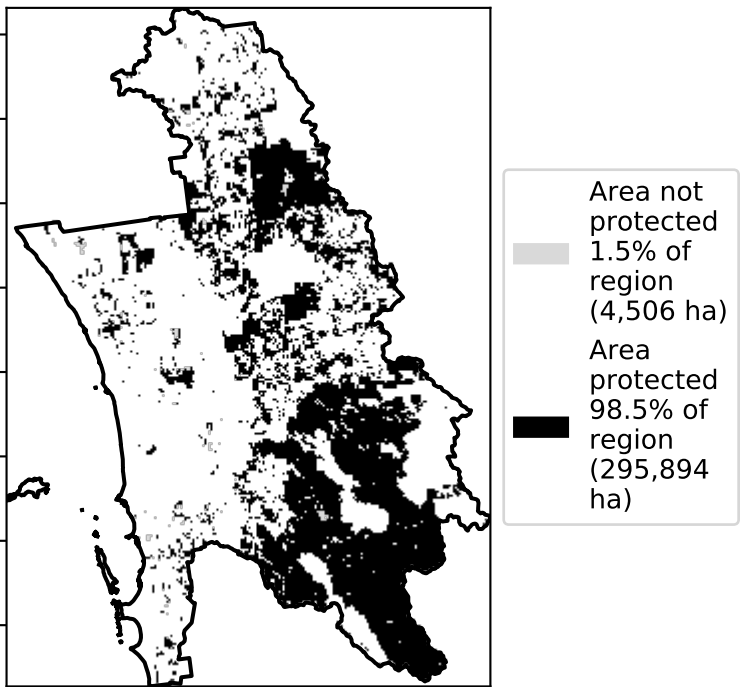 Area not
protected
1.5% of
region
(4,506 ha)
Area
protected
98.5% of
region
(295,894
ha)